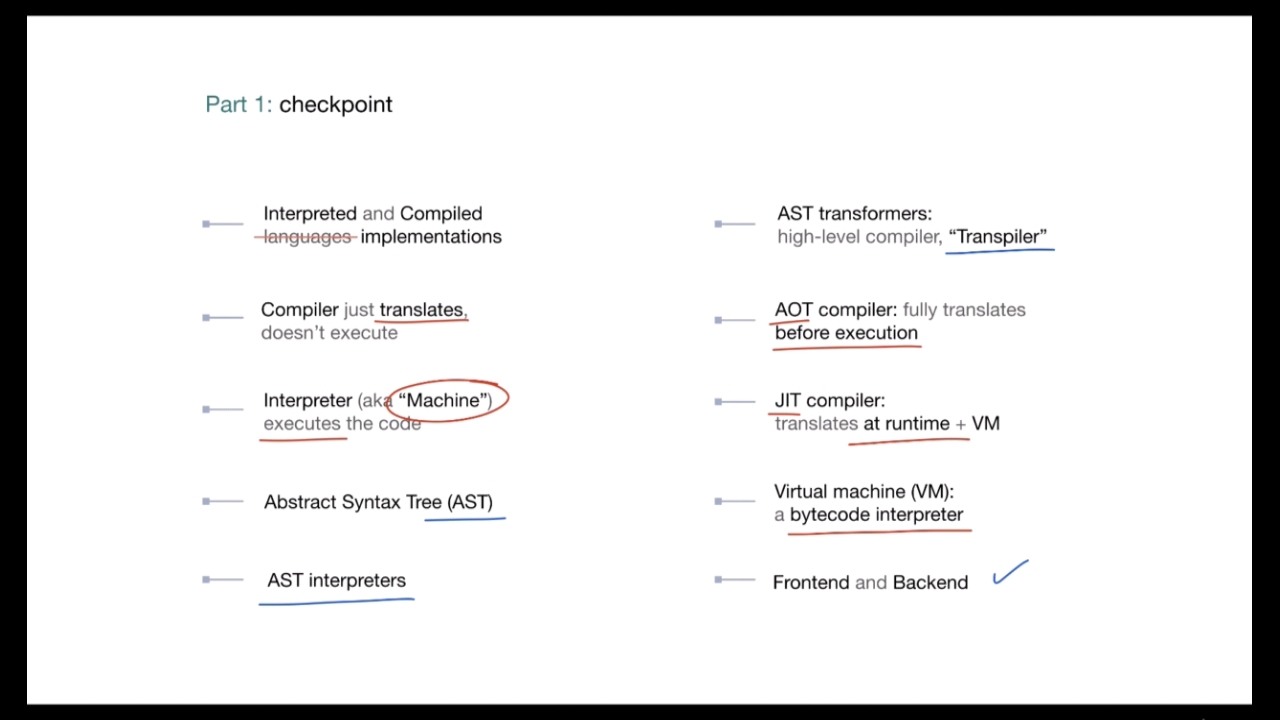 Part 1: checkpoint
Interpreted and Compiled
languages implementations
Compiler just translates,
doesn't execute
Interpreter (aka “Machine”)
executes the code
Abstract Syntax Tree (AST)
AST interpreters
AST transformers:
high-level compiler, “Transpiler”
AOT compiler: fully translates
before execution
JIT compiler:
translates at runtime + VM
Virtual machine (VM):
a bytecode interpreter
Frontend and Backend